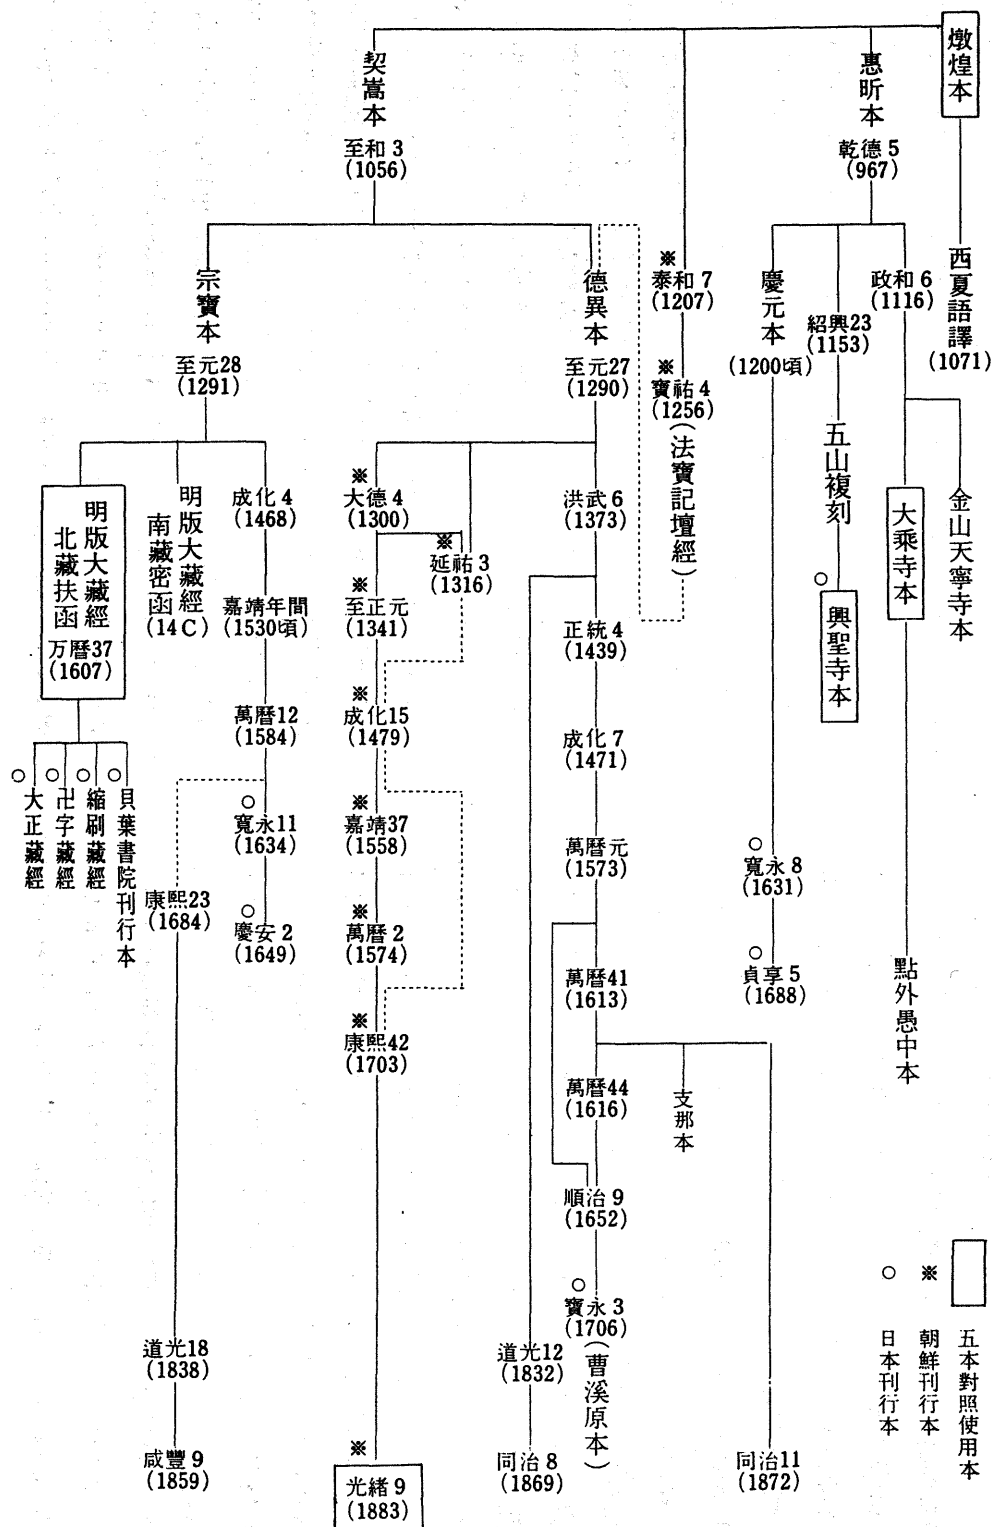 燉煌本
西夏語譯
(1071)
惠昕本
乾德5
(967)
政和6
(1116)
金山天寧寺本
大乘寺本
點外愚中本
紹興23
(1153)
五山複刻
○
興聖寺本
慶元本
(1200頃)
○
寬永8
(1631)
○
貞享5
(1688)
※
泰和7
(1207)
※
寶祐4
(1256)
(法寶記壇經)
契嵩本
至和3
(1056)
德異本
至元27
(1290)
洪武6
(1373)
正統4
(1439)
成化7
(1471)
萬曆元
(1573)
萬曆41
(1613)
萬曆44
(1616)
支那本
同治11
(1872)
順治9
(1652)
○
寶永3
(1706)
(曹溪原本)
道光12
(1832)
同治8
(1869)
※
延祐3
(1316)
※
大德4
(1300)
※
至正元
(1341)
※
成化15
(1479)
※
嘉靖37
(1558)
※
萬曆2
(1574)
※
康熙42
(1703)
※
光緒9
(1883)
宗寶本
至元28
(1291)
成化4
(1468)
嘉靖年間
(1530頃)
萬曆12
(1584)
○
寬永11
(1634)
○
慶安2
(1649)
康熙23
(1684)
道光18
(1838)
咸豐9
(1859)
明版大藏經
南藏密函
(14C)
明版大藏經
北藏扶函
万曆37
(1607)
○
貝葉書院刊行本
○
縮刷藏經
○
卍字藏經
○
大正藏經
五本對照使用本
※ 朝鮮刊行本
○ 日本刊行本